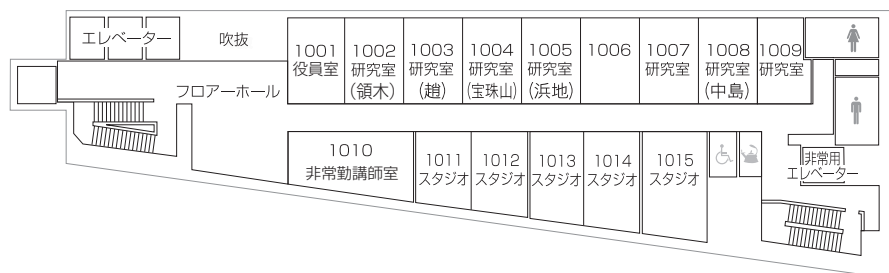 エレベーター
吹抜
フロアーホール
1001
役員室
1002
研究室
(領木)
1003
研究室
(趙)
1004
研究室
(宝珠山)
1005
研究室
(浜地)
1006
1007
研究室
1008
研究室
(中島)
1009
研究室
1010
非常勤講師室
1011
スタジオ
1012
スタジオ
1013
スタジオ
1014
スタジオ
1015
スタジオ
非常用
エレベーター